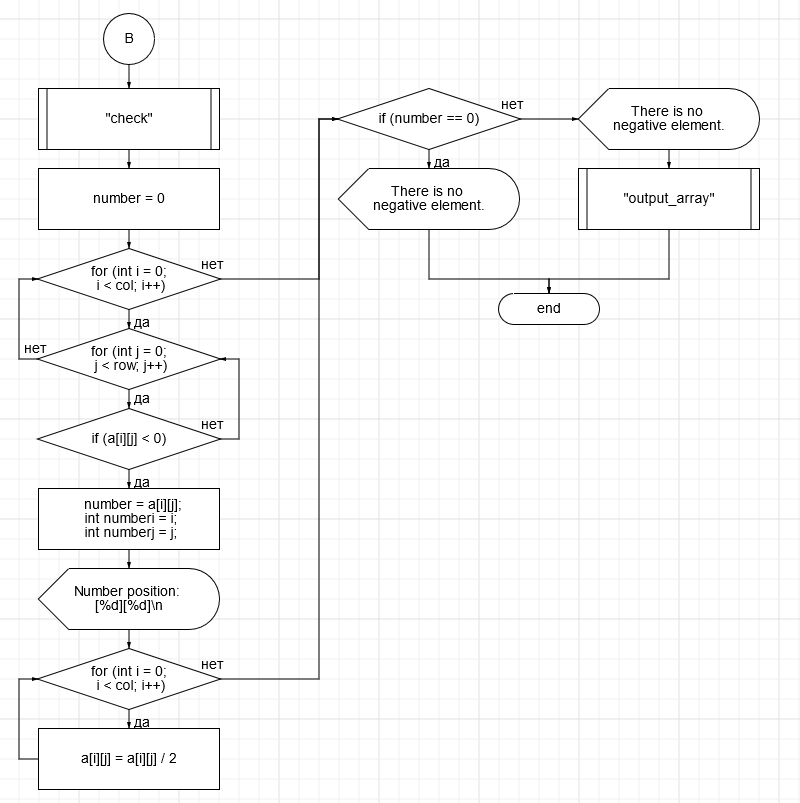 B
"check"
number = 0
for (int i = 0;
i < col; i++)
нет
да
for (int j = 0;
j < row; j++)
нет
да
if (a[i][j] < 0)
нет
да
number = a[i][j];
int numberi = i;
int numberj = j;
Number position:
[%d][%d]\n
for (int i = 0;
i < col; i++)
нет
да
a[i][j] = a[i][j] / 2
if (number == 0)
нет
да
There is no
negative element.
There is no
negative element.
"output_array"
end